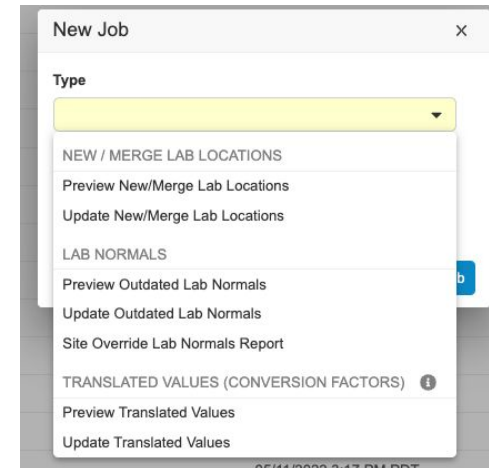 New Job
Type
NEW / MERGE LAB LOCATIONS
Preview New/Merge Lab Locations
Update New/Merge Lab Locations
LAB NORMALS
Preview Outdated Lab Normals
Update Outdated Lab Normals
Site Override Lab Normals Report
TRANSLATED VALUES (CONVERSION FACTORS)
Preview Translated Values
Update Translated Values